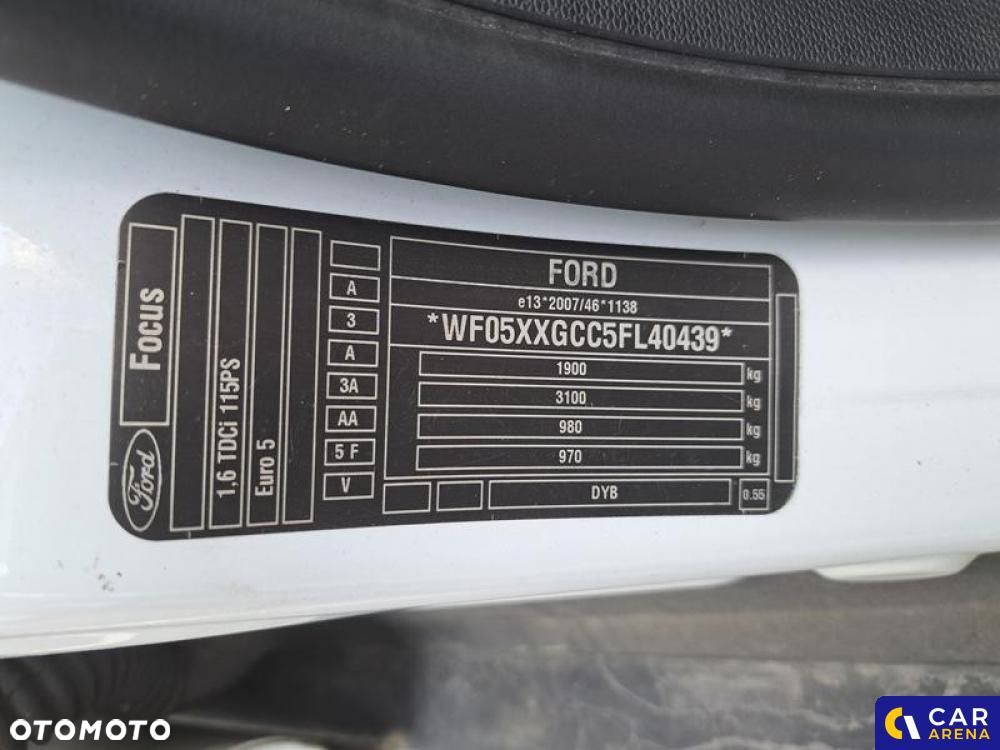 Ford
Focus
1,6 TDCi 115PS
Euro 5
A
3
A
3A
AA
5 F
V
FORD
e13*2007/46*1138
*WF05XXGCC5FL40439*
1900 kg
3100 kg
980 kg
970 kg
DYB
0.55
OTOMOTO
CAR
ARENA